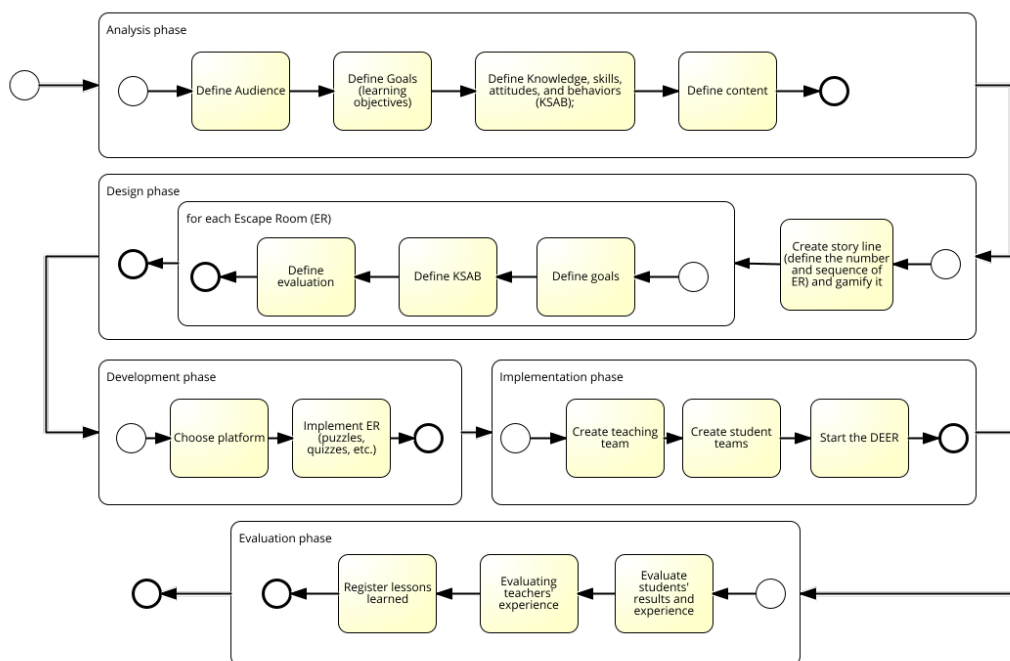 Analysis phase
Define Audience
Define Goals
(learning
objectives)
Define Knowledge, skills,
attitudes, and behaviors
(KSAB);
Define content
Design phase
for each Escape Room (ER)
Define
evaluation
Define KSAB
Define goals
Create story line
(define the number
and sequence of
ER) and gamify it
Development phase
Choose platform
Implement ER
(puzzles,
quizzes, etc.)
Implementation phase
Create teaching
team
Create student
teams
Start the DEER
Evaluation phase
Register lessons
learned
Evaluating
teachers'
experience
Evaluate
students'
results and
experience